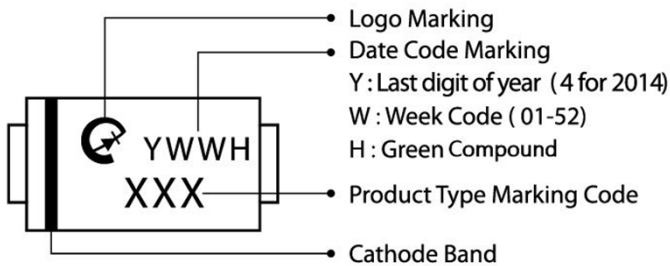 Logo Marking
Date Code Marking
Y : Last digit of year ( 4 for 2014)
W : Week Code ( 01-52)
H : Green Compound
YWWH
XXX
Product Type Marking Code
Cathode Band